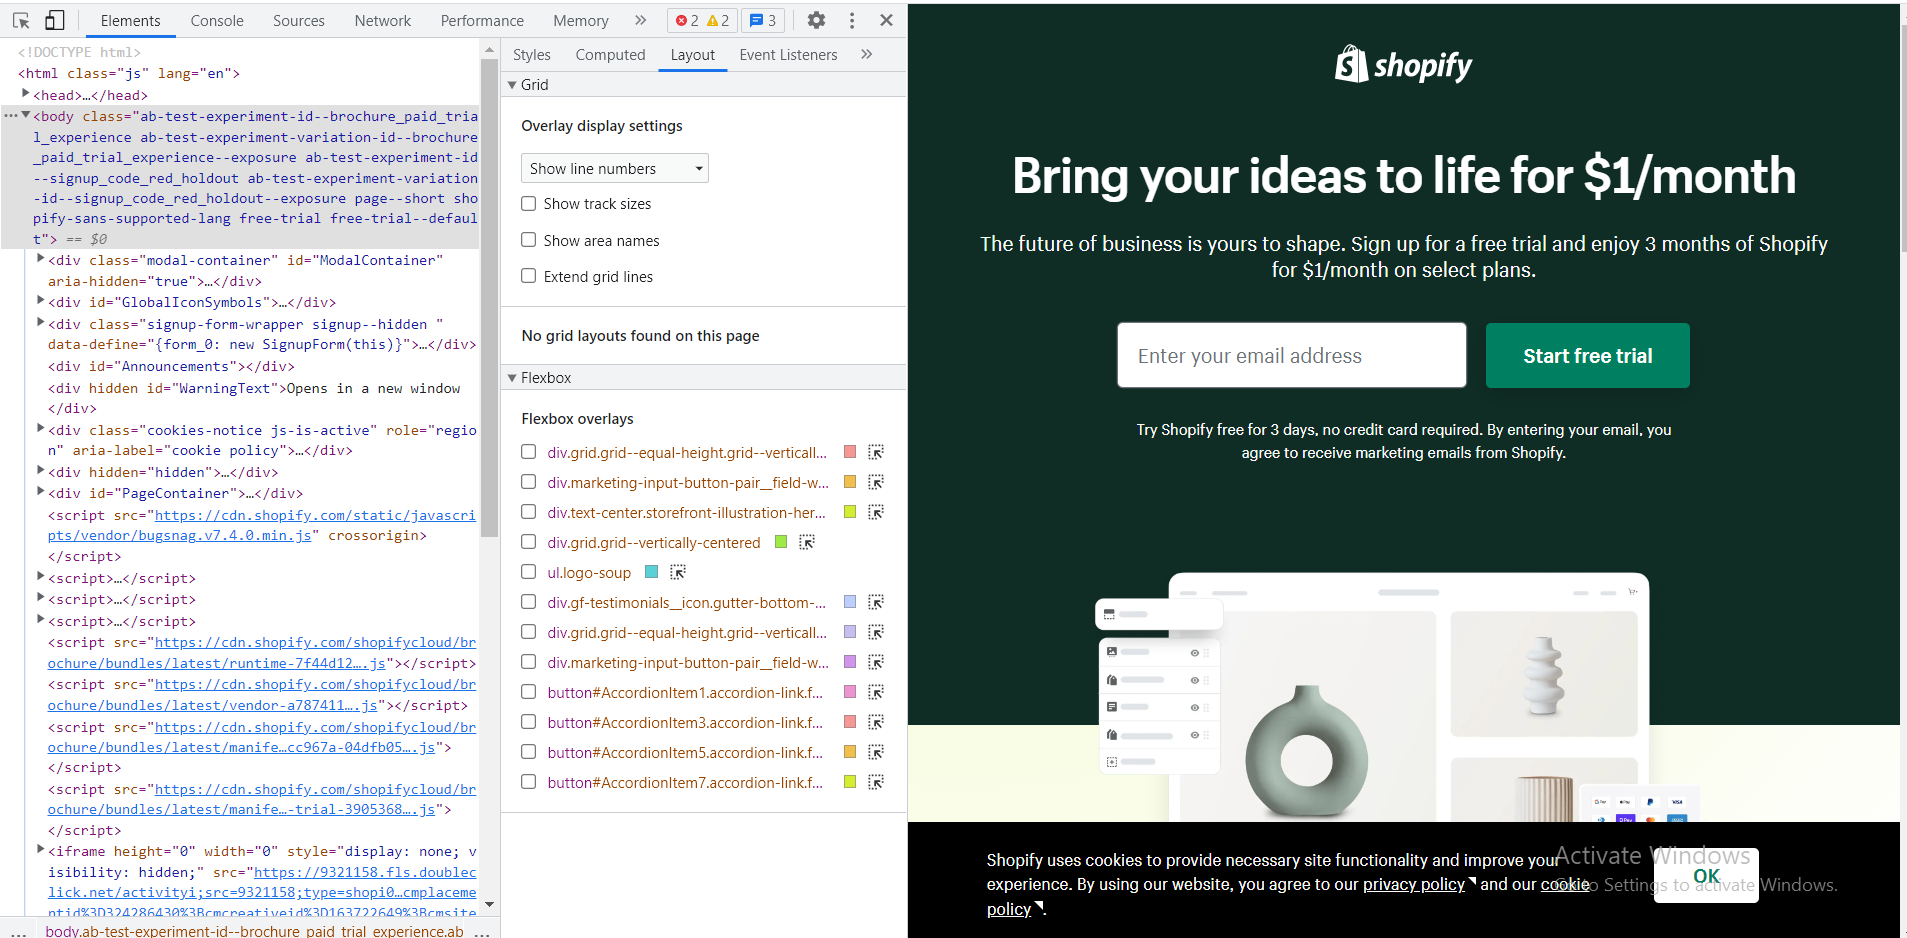 Elements
Console
Sources
Network
Performance
Memory
2
2
3
<!DOCTYPE html>
<html class="js" lang="en">
<head>…</head>
<body class="ab-test-experiment-id--brochure_paid_tria
l_experience ab-test-experiment-variation-id--brochure
_paid_trial_experience--exposure ab-test-experiment-id
--signup_code_red_holdout ab-test-experiment-variation
-id--signup_code_red_holdout--exposure page--short sho
pify-sans-supported-lang free-trial free-trial--defaul
t"> == $0
<div class="modal-container" id="ModalContainer"
aria-hidden="true">…</div>
<div id="GlobalIconSymbols">…</div>
<div class="signup-form-wrapper signup--hidden "
data-define="{form_0: new SignupForm(this)}">…</div>
<div id="Announcements"></div>
<div hidden id="WarningText">Opens in a new window
</div>
<div class="cookies-notice js-is-active" role="regio
n" aria-label="cookie policy">…</div>
<div hidden="hidden">…</div>
<div id="PageContainer">…</div>
<script src="https://cdn.shopify.com/static/javascri
pts/vendor/bugsnag.v7.4.0.min.js" crossorigin>
</script>
<script>…</script>
<script>…</script>
<script>…</script>
<script src="https://cdn.shopify.com/shopifycloud/br
ochure/bundles/latest/runtime-7f44d12….js"></script>
<script src="https://cdn.shopify.com/shopifycloud/br
ochure/bundles/latest/vendor-a787411….js"></script>
<script src="https://cdn.shopify.com/shopifycloud/br
ochure/bundles/latest/manife…cc967a-04dfb05….js">
</script>
<script src="https://cdn.shopify.com/shopifycloud/br
ochure/bundles/latest/manife…-trial-3905368….js">
</script>
<iframe height="0" width="0" style="display: none; v
isibility: hidden;" src="https://9321158.fls.doublec
lick.net/activityi;src=9321158;type=shopi0…cmplaceme
ntid%3D324286430%3Bcmcreativeid%3D163722649%3Bcmsite
... body.ab-test-experiment-id--brochure_paid_trial_experience.ab ...
Styles
Computed
Layout
Event Listeners
Grid
Overlay display settings
Show line numbers
Show track sizes
Show area names
Extend grid lines
No grid layouts found on this page
Flexbox
Flexbox overlays
div.grid.grid--equal-height.grid--verticall...
div.marketing-input-button-pair__field-w...
div.text-center.storefront-illustration-her...
div.grid.grid--vertically-centered
ul.logo-soup
div.gf-testimonials__icon.gutter-bottom-...
div.grid.grid--equal-height.grid--verticall...
div.marketing-input-button-pair__field-w...
button#AccordionItem1.accordion-link.f...
button#AccordionItem3.accordion-link.f...
button#AccordionItem5.accordion-link.f...
button#AccordionItem7.accordion-link.f...
shopify
Bring your ideas to life for $1/month
The future of business is yours to shape. Sign up for a free trial and enjoy 3 months of Shopify
for $1/month on select plans.
Enter your email address
Start free trial
Try Shopify free for 3 days, no credit card required. By entering your email, you
agree to receive marketing emails from Shopify.
VISA
Shopify uses cookies to provide necessary site functionality and improve your
experience. By using our website, you agree to our privacy policy and our cookie
policy.
OK
Activate Windows
Go to Settings to activate Windows.